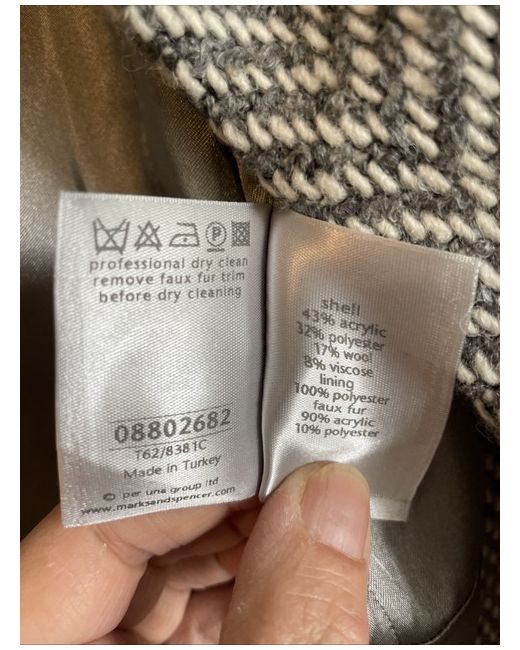 P
professional dry clean
remove faux fur trim
before dry cleaning
08802682
T62/8381C
Made in Turkey
© per una group ltd
www.marksandspencer.com
shell
43% acrylic
32% polyester
17% wool
8% viscose
lining
100% polyester
faux fur
90% acrylic
10% polyester